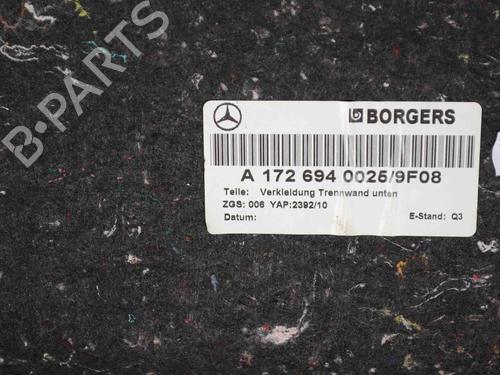 B-PARTS
BORGERS
A 172 694 0025/9F08
Teile: Verkleidung Trennwand unten
ZGS: 006 YAP:2392/10
Datum: E-Stand: Q3